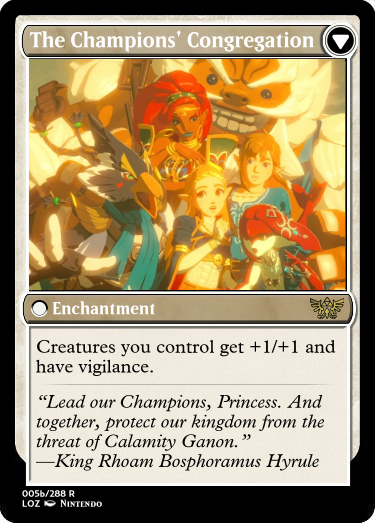 The Champions’ Congregation
Enchantment
Creatures you control get +1/+1 and
have vigilance.
“Lead our Champions, Princess. And
together, protect our kingdom from the
threat of Calamity Ganon.”
—King Rhoam Bosphoramus Hyrule
005b/288 R
LOZ Nintendo